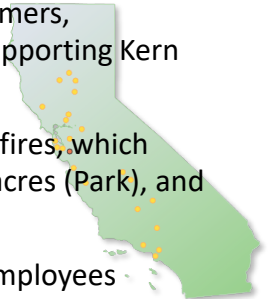 mers,
pporting Kern
fires, which
acres (Park), and
mployees